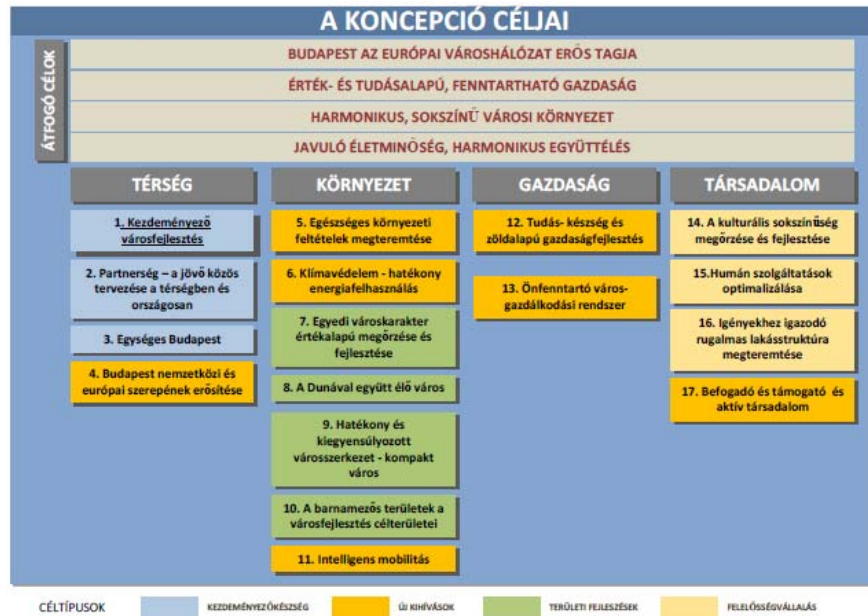 A KONCEPCIÓ CÉLJAI
ÁTFOGÓ CÉLOK
BUDAPEST AZ EURÓPAI VÁROSHÁLÓZAT ERŐS TAGJA
ÉRTÉK- ÉS TUDÁSALAPÚ, FENNTARTHATÓ GAZDASÁG
HARMONIKUS, SOKSZÍNŰ VÁROSI KÖRNYEZET
JAVULÓ ÉLETMINŐSÉG, HARMONIKUS EGYÜTTÉLÉS
TÉRSÉG
1. Kezdeményező
városfejlesztés
2. Partnerség – a jövő közös
tervezése a térségben és
országosan
3. Egységes Budapest
4. Budapest nemzetközi és
európai szerepének erősítése
KÖRNYEZET
5. Egészséges környezeti
feltételek megteremtése
6. Klímavédelem - hatékony
energiafelhasználás
7. Egyedi városkarakter
értékalapú megőrzése és
fejlesztése
8. A Dunával együtt élő város
9. Hatékony és
kiegyensúlyozott
városszerkezet - kompakt
város
10. A barnamezős területek a
városfejlesztés célterületei
11. Intelligens mobilitás
GAZDASÁG
12. Tudás- készség és
zöldalapú gazdaságfejlesztés
13. Önfenntartó város-
gazdálkodási rendszer
TÁRSADALOM
14. A kulturális sokszínűség
megőrzése és fejlesztése
15.Humán szolgáltatások
optimalizálása
16. Igényekhez igazodó
rugalmas lakásstruktúra
megteremtése
17. Befogadó és támogató és
aktív társadalom
CÉLTÍPUSOK
KEZDEMÉNYEZŐKÉSZSÉG
ÚJ KIHÍVÁSOK
TERÜLETI FEJLESZÉSEK
FELELŐSSÉGVÁLLALÁS